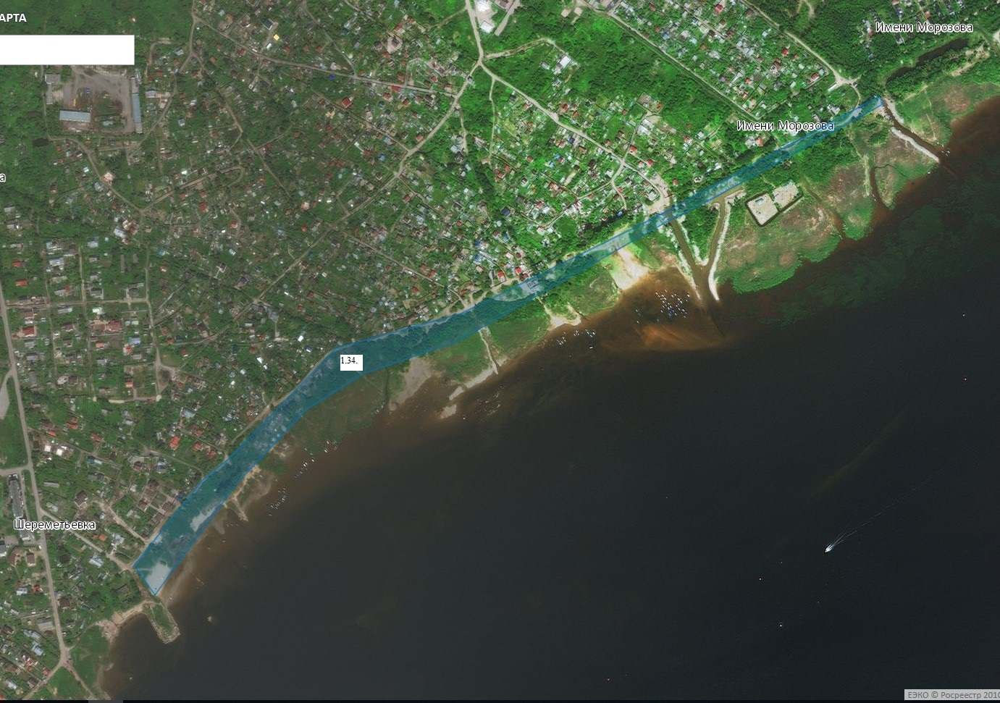 АРТА
Имени Морозова
Имени Морозова
а
1.34.
Шереметьевка
ЕЭКО © Росреестр 2010